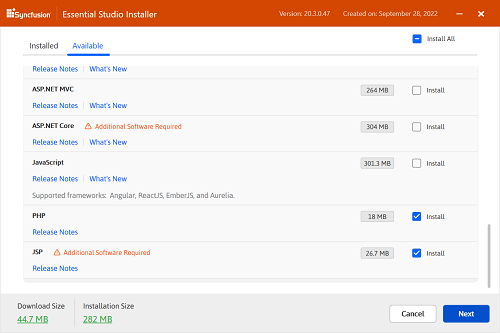 Syncfusion Essential Studio Installer Version: 20.3.0.47 Created on: September 28, 2022
Installed Available Install All
Release Notes What's New
ASP.NET MVC 264 MB Install
Release Notes What's New
ASP.NET Core Additional Software Required 304 MB Install
Release Notes What's New
JavaScript 301.3 MB Install
Release Notes What's New
Supported frameworks: Angular, ReactJS, EmberJS, and Aurelia.
PHP 18 MB Install
Release Notes
JSP Additional Software Required 26.7 MB Install
Release Notes
Download Size Installation Size
44.7 MB 282 MB
Cancel Next